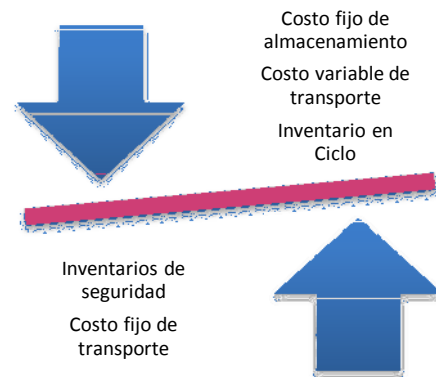 Costo fijo de
almacenamiento
Costo variable de
transporte
Inventario en
Ciclo
Inventarios de
seguridad
Costo fijo de
transporte